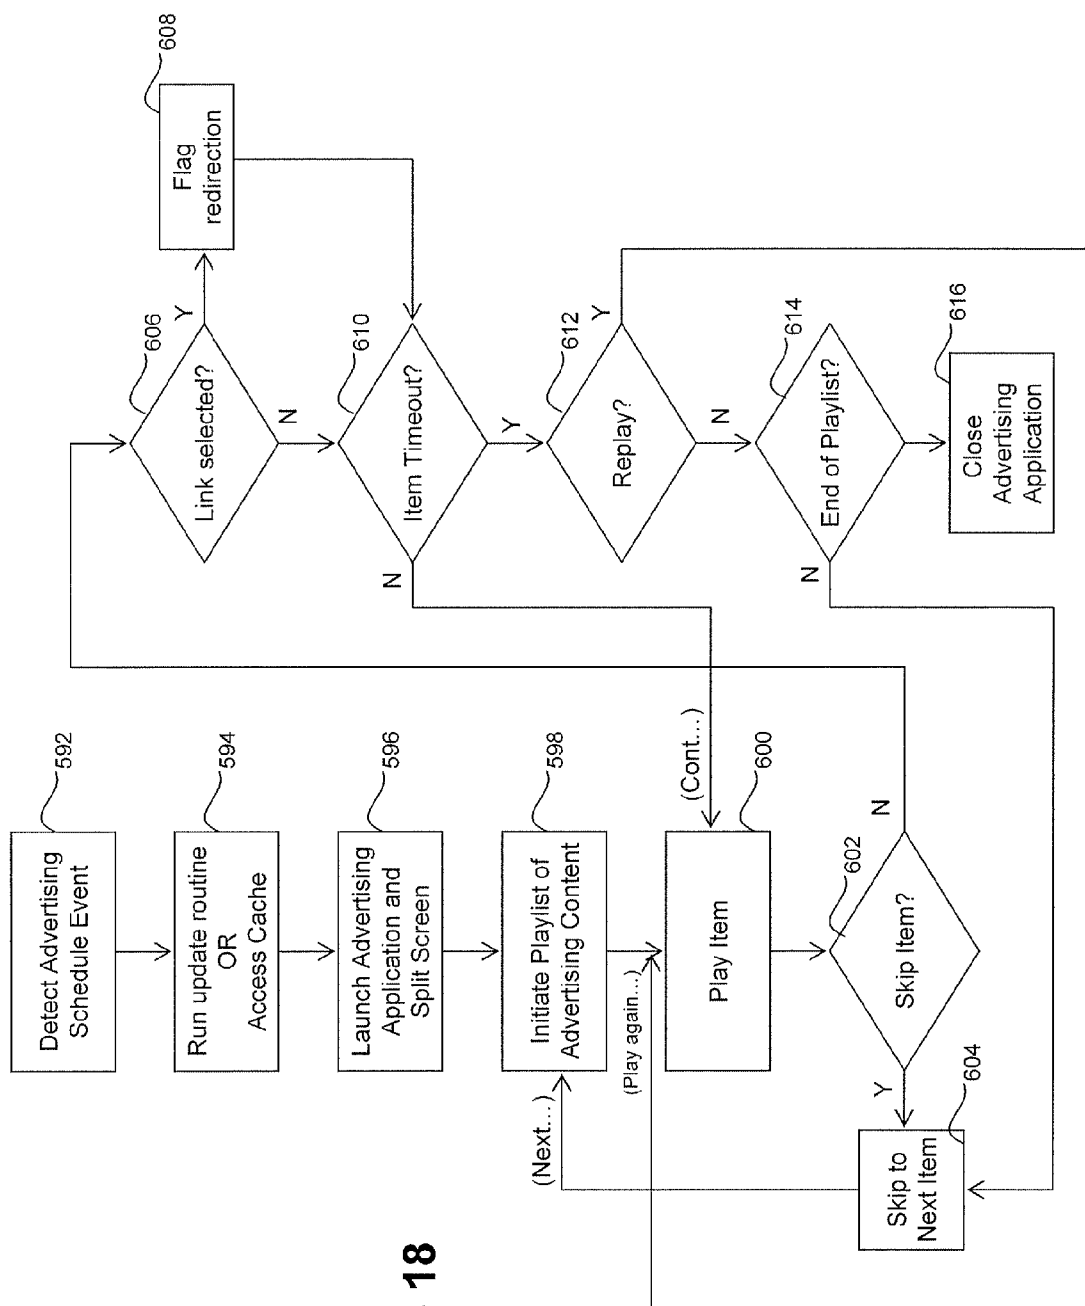 592
Detect Advertising
Schedule Event
594
Run update routine
OR
Access Cache
596
Launch Advertising
Application and
Split Screen
598
Initiate Playlist of
Advertising Content
(Next...)
(Play again...)
(Cont...)
600
Play Item
602
Skip Item?
Y
N
604
Skip to
Next Item
606
Link selected?
Y
N
608
Flag
redirection
610
Item Timeout?
N
Y
612
Replay?
Y
N
614
End of Playlist?
N
616
Close
Advertising
Application
18